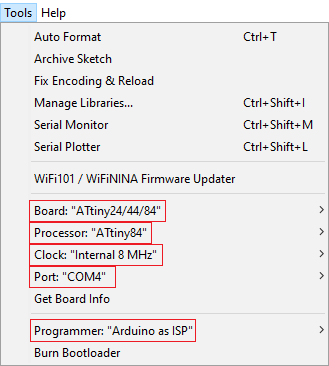 Tools Help
Auto Format Ctrl+T
Archive Sketch
Fix Encoding & Reload
Manage Libraries... Ctrl+Shift+I
Serial Monitor Ctrl+Shift+M
Serial Plotter Ctrl+Shift+L
WiFi101 / WiFiNINA Firmware Updater
Board: "ATtiny24/44/84"
Processor: "ATtiny84"
Clock: "Internal 8 MHz"
Port: "COM4"
Get Board Info
Programmer: "Arduino as ISP"
Burn Bootloader